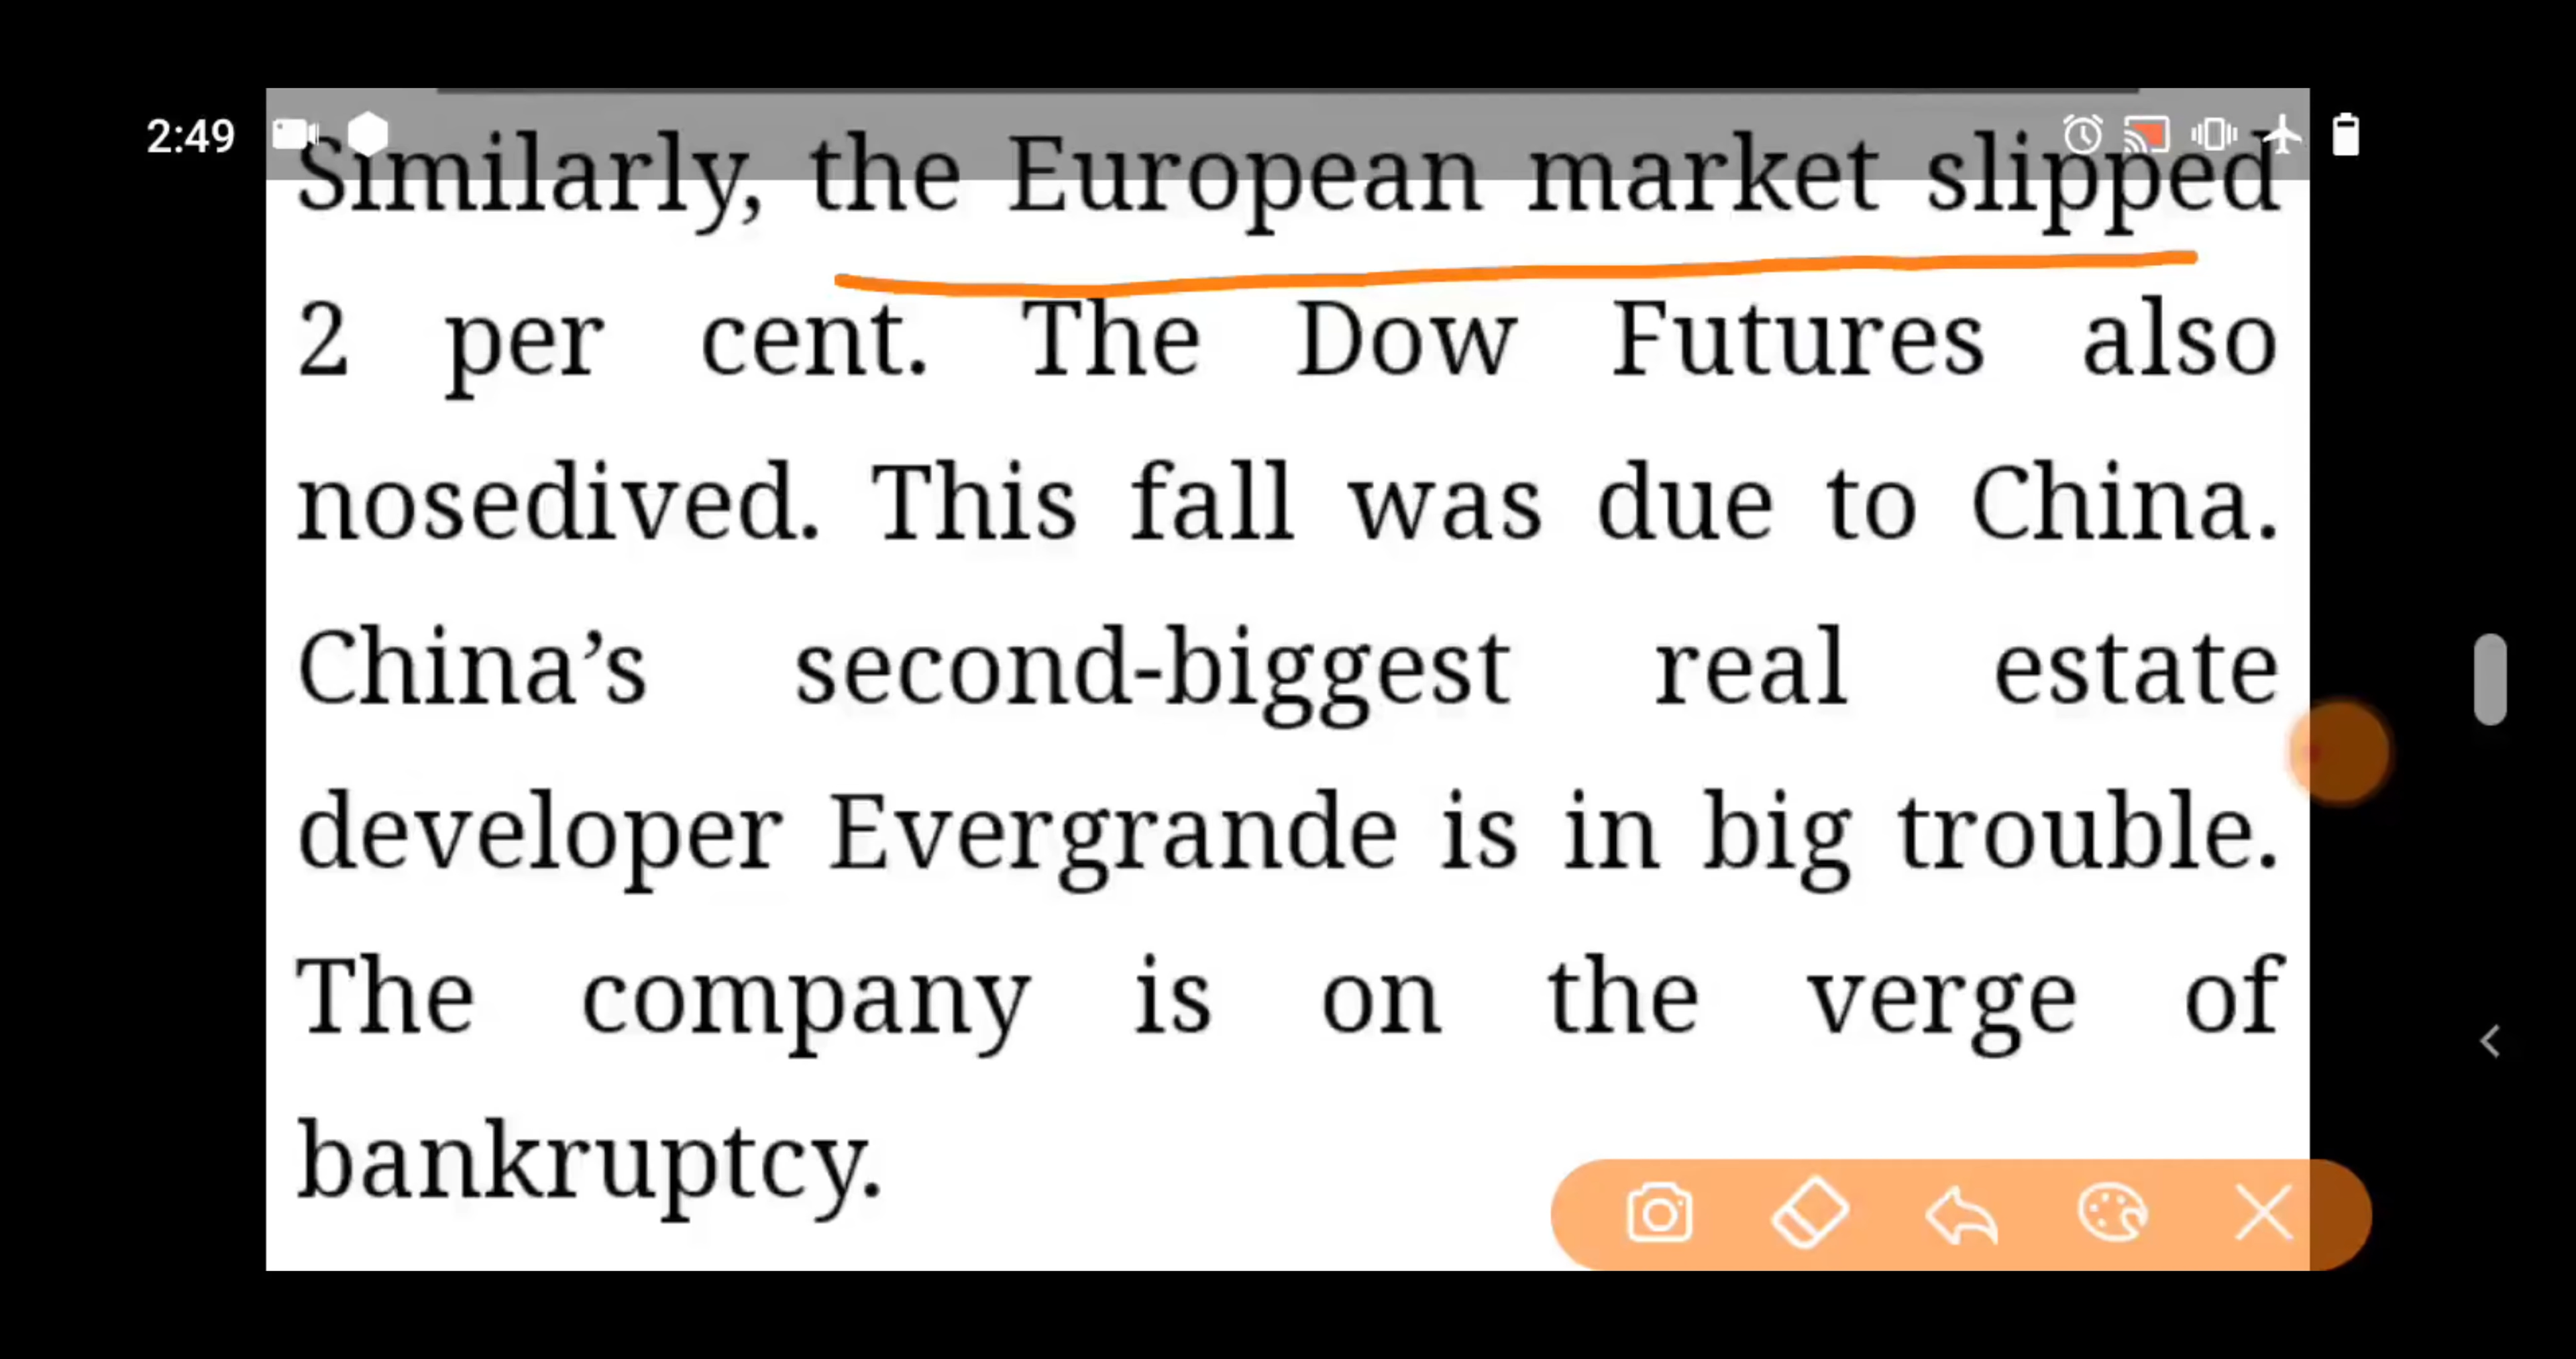 2:49
Similarly, the European market slipped
2 per cent. The Dow Futures also
nosedived. This fall was due to China.
China’s second-biggest real estate
developer Evergrande is in big trouble.
The company is on the verge of
bankruptcy.